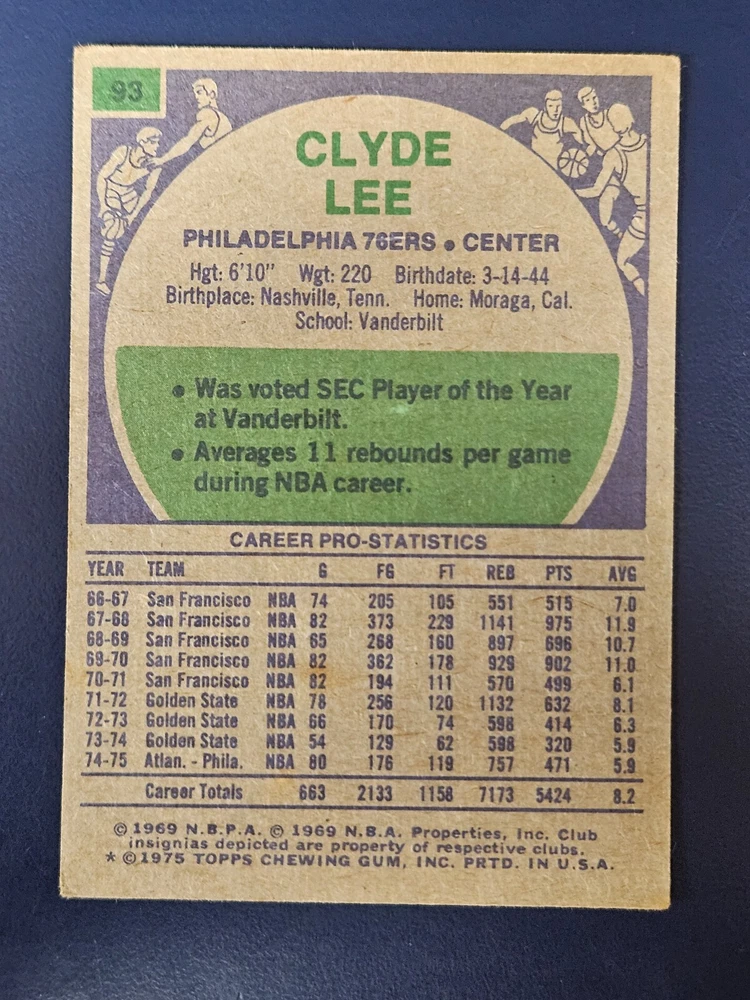 93
CLYDE
LEE
PHILADELPHIA 76ERS • CENTER
Hgt: 6'10" Wgt: 220 Birthdate: 3-14-44
Birthplace: Nashville, Tenn. Home: Moraga, Cal.
School: Vanderbilt
• Was voted SEC Player of the Year
at Vanderbilt.
• Averages 11 rebounds per game
during NBA career.
CAREER PRO-STATISTICS
YEAR TEAM G FG FT REB PTS AVG
66-67 San Francisco NBA 74 205 105 551 515 7.0
67-68 San Francisco NBA 82 373 229 1141 975 11.9
68-69 San Francisco NBA 65 268 160 897 696 10.7
69-70 San Francisco NBA 82 362 178 929 902 11.0
70-71 San Francisco NBA 82 194 111 570 499 6.1
71-72 Golden State NBA 78 256 120 1132 632 8.1
72-73 Golden State NBA 66 170 74 598 414 6.3
73-74 Golden State NBA 54 129 62 598 320 5.9
74-75 Atlan. - Phila. NBA 80 176 119 757 471 5.9
Career Totals 663 2133 1158 7173 5424 8.2
© 1969 N.B.P.A. © 1969 N.B.A. Properties, Inc. Club
insignias depicted are property of respective clubs.
* © 1975 TOPPS CHEWING GUM, INC. PRTD. IN U.S.A.